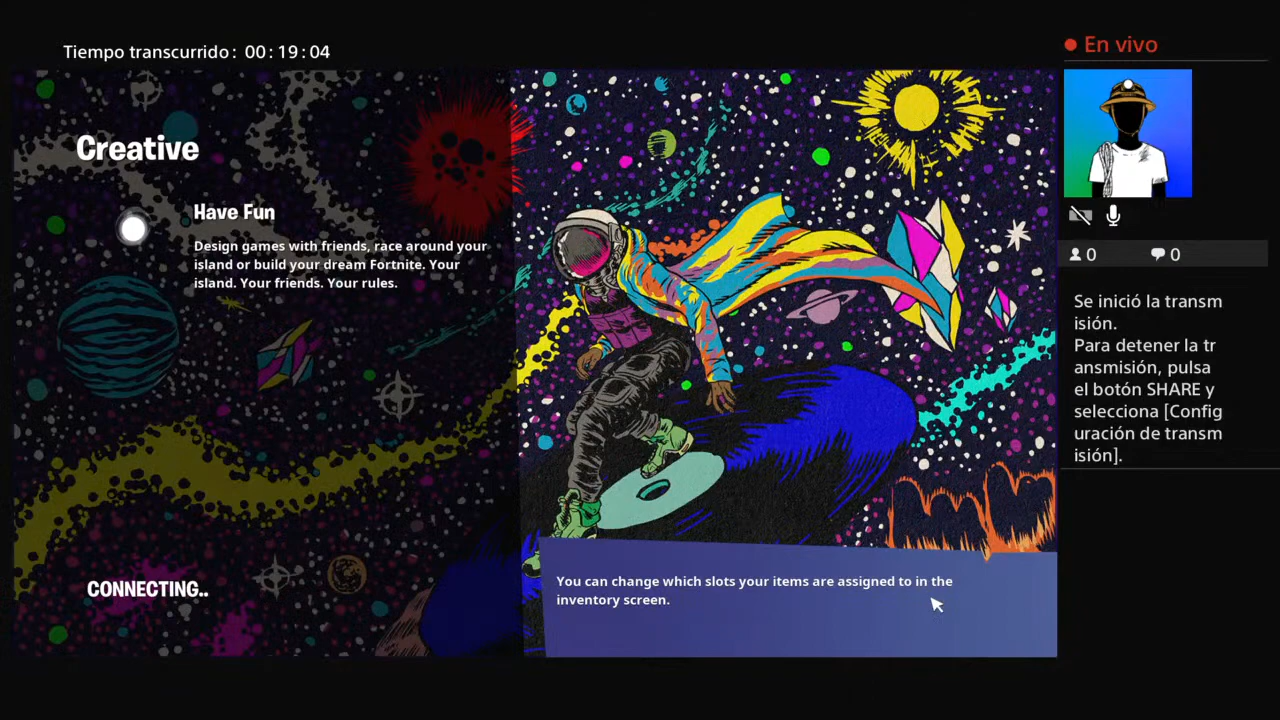 Tiempo transcurrido: 00:19:04
En vivo
Creative
Have Fun
Design games with friends, race around your
island or build your dream Fortnite. Your
island. Your friends. Your rules.
0 0
Se inició la transm
isión.
Para detener la tr
ansmisión, pulsa
el botón SHARE y
selecciona [Config
uración de transm
isión].
CONNECTING..
You can change which slots your items are assigned to in the
inventory screen.